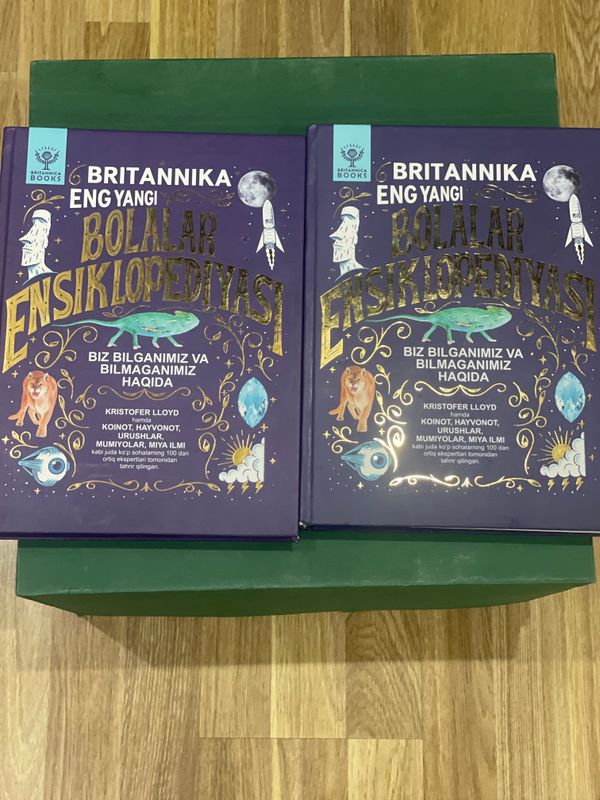 BRITANNICA
BOOKS
BRITANNIKA
ENG YANGI
BOLALAR
ENSIKLOPEDIYASI
BIZ BILGANIMIZ VA
BILMAGANIMIZ
HAQIDA
KRISTOFER LLOYD
hamda
KOINOT, HAYVONOT,
URUSHLAR,
MUMIYOLAR, MIYA ILMI
kabi juda ko'p sohalarning 100 dan
ortiq ekspertlari tomonidan
tahrir qilingan.
BRITANNICA
BOOKS
BRITANNIKA
ENG YANGI
BOLALAR
ENSIKLOPEDIYASI
BIZ BILGANIMIZ VA
BILMAGANIMIZ
HAQIDA
KRISTOFER LLOYD
hamda
KOINOT, HAYVONOT,
URUSHLAR,
MUMIYOLAR, MIYA ILMI
kabi juda ko'p sohalarning 100 dan
ortiq ekspertlari tomonidan
tahrir qilingan.